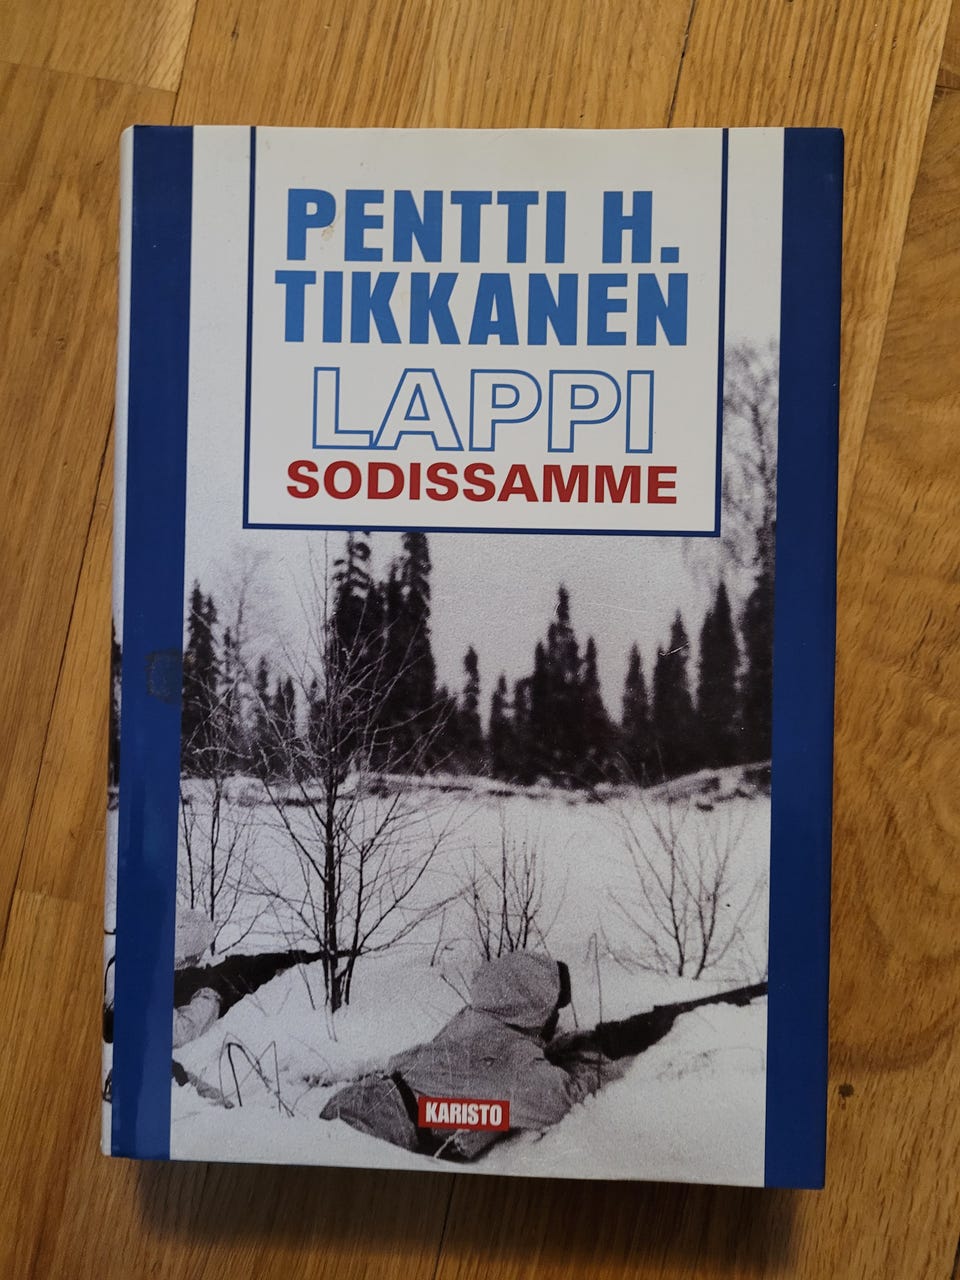 PENTTI H.
TIKKANEN
LAPPI
SODISSAMME
KARISTO